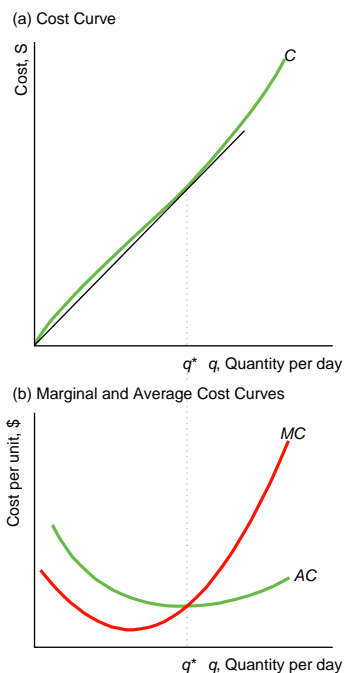 (a) Cost Curve
Cost, $
C
q* q, Quantity per day
(b) Marginal and Average Cost Curves
Cost per unit, $
MC
AC
q* q, Quantity per day